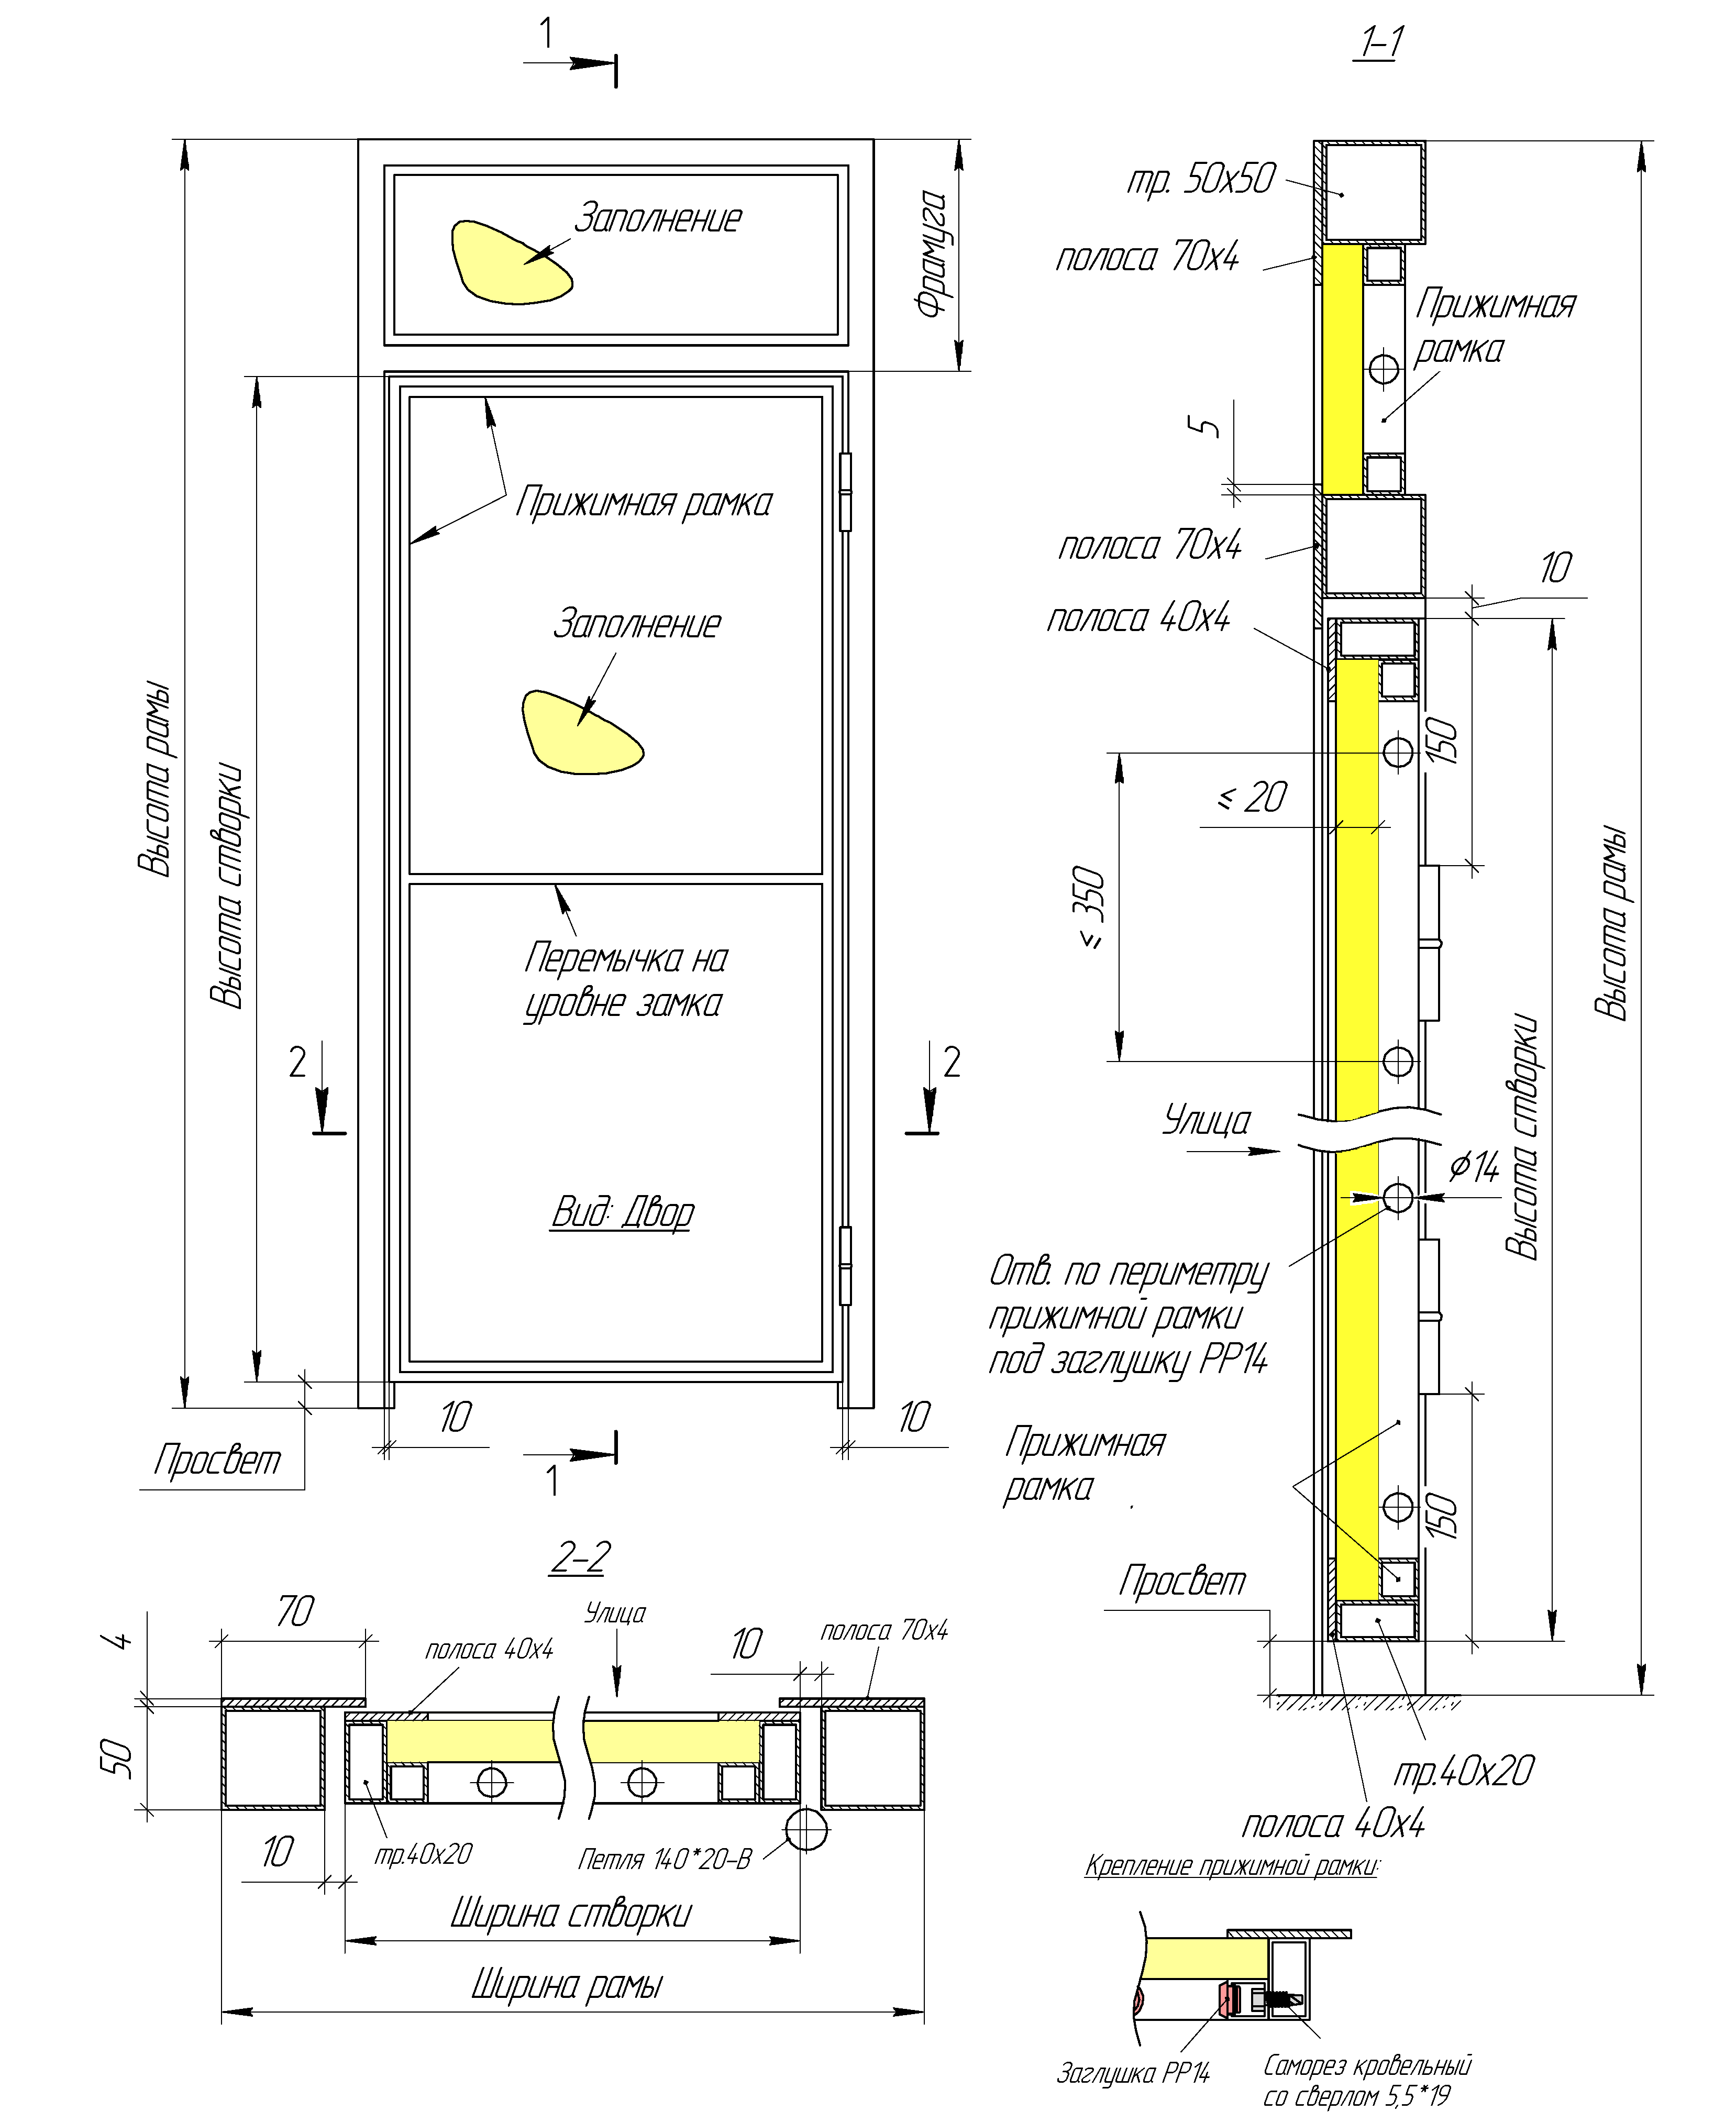 1
1-1
тр. 50х50
Заполнение
Фрамуга
полоса 70х4
Прижимная
рамка
5
Прижимная рамка
полоса 70х4
10
полоса 40х4
Заполнение
Высота рамы
Высота створки
150
≤ 20
≤ 350
Высота рамы
Перемычка на
уровне замка
2
2
Улица
Высота створки
ϕ14
Вид: Двор
Отв. по периметру
прижимной рамки
под заглушку РР14
10
10
Просвет
1
Прижимная
рамка
150
2-2
Просвет
70
4
Улица
10
полоса 70х4
полоса 40х4
50
тр.40х20
полоса 40х4
10
тр.40х20
Петля 140*20-В
Крепление прижимной рамки:
Ширина створки
Ширина рамы
Заглушка РР14
Саморез кровельный
со сверлом 5,5*19